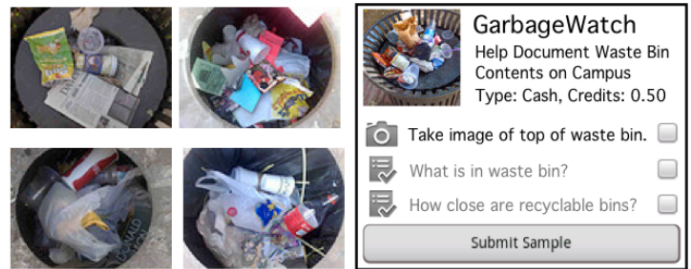 GarbageWatch
Help Document Waste Bin
Contents on Campus
Type: Cash, Credits: 0.50
Take image of top of waste bin.
What is in waste bin?
How close are recyclable bins?
Submit Sample